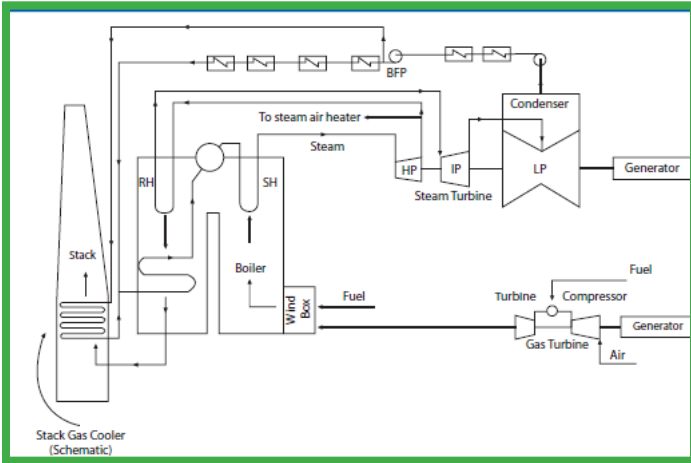 BFP
Condenser
To steam air heater
Steam
RH
SH
HP
IP
LP
Generator
Steam Turbine
Stack
Boiler
Wind
Box
Fuel
Fuel
Turbine
Compressor
Generator
Gas Turbine
Air
Stack Gas Cooler
(Schematic)